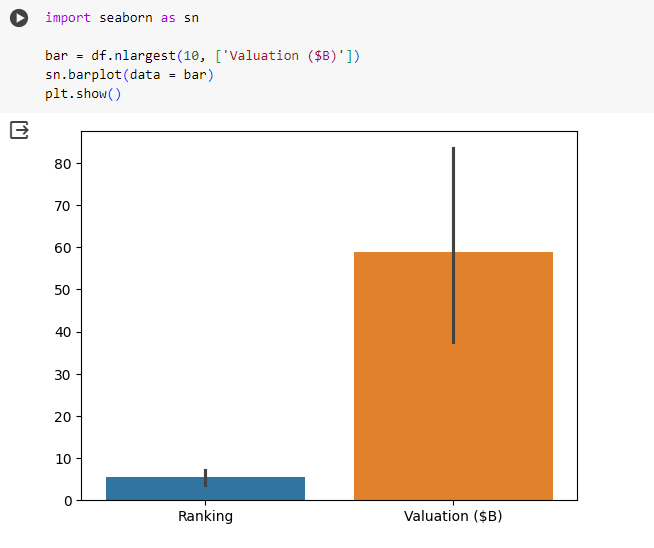 import seaborn as sn
bar = df.nlargest(10, ['Valuation ($B)'])
sn.barplot(data = bar)
plt.show()
80
70
60
50
40
30
20
10
0
Ranking
Valuation ($B)